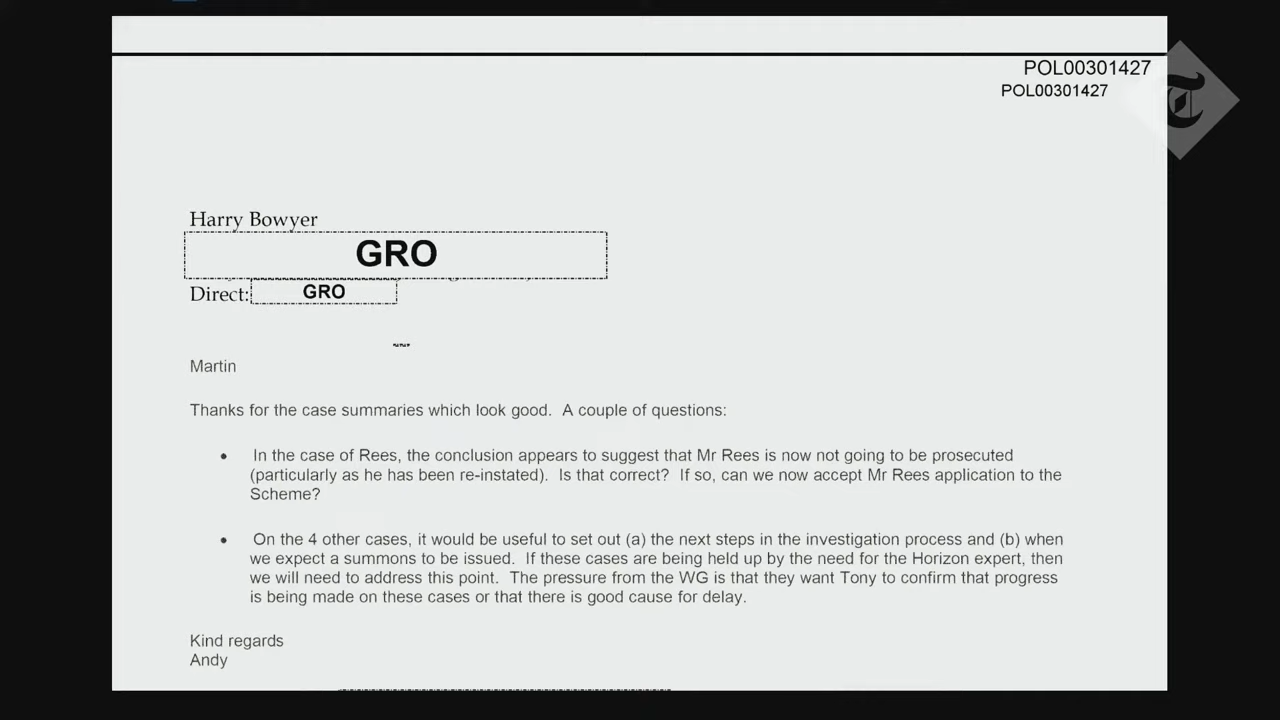 POL00301427
POL00301427
Harry Bowyer
GRO
Direct: GRO
Martin
Thanks for the case summaries which look good. A couple of questions:
• In the case of Rees, the conclusion appears to suggest that Mr Rees is now not going to be prosecuted
(particularly as he has been re-instated). Is that correct? If so, can we now accept Mr Rees application to the
Scheme?
• On the 4 other cases, it would be useful to set out (a) the next steps in the investigation process and (b) when
we expect a summons to be issued. If these cases are being held up by the need for the Horizon expert, then
we will need to address this point. The pressure from the WG is that they want Tony to confirm that progress
is being made on these cases or that there is good cause for delay.
Kind regards
Andy